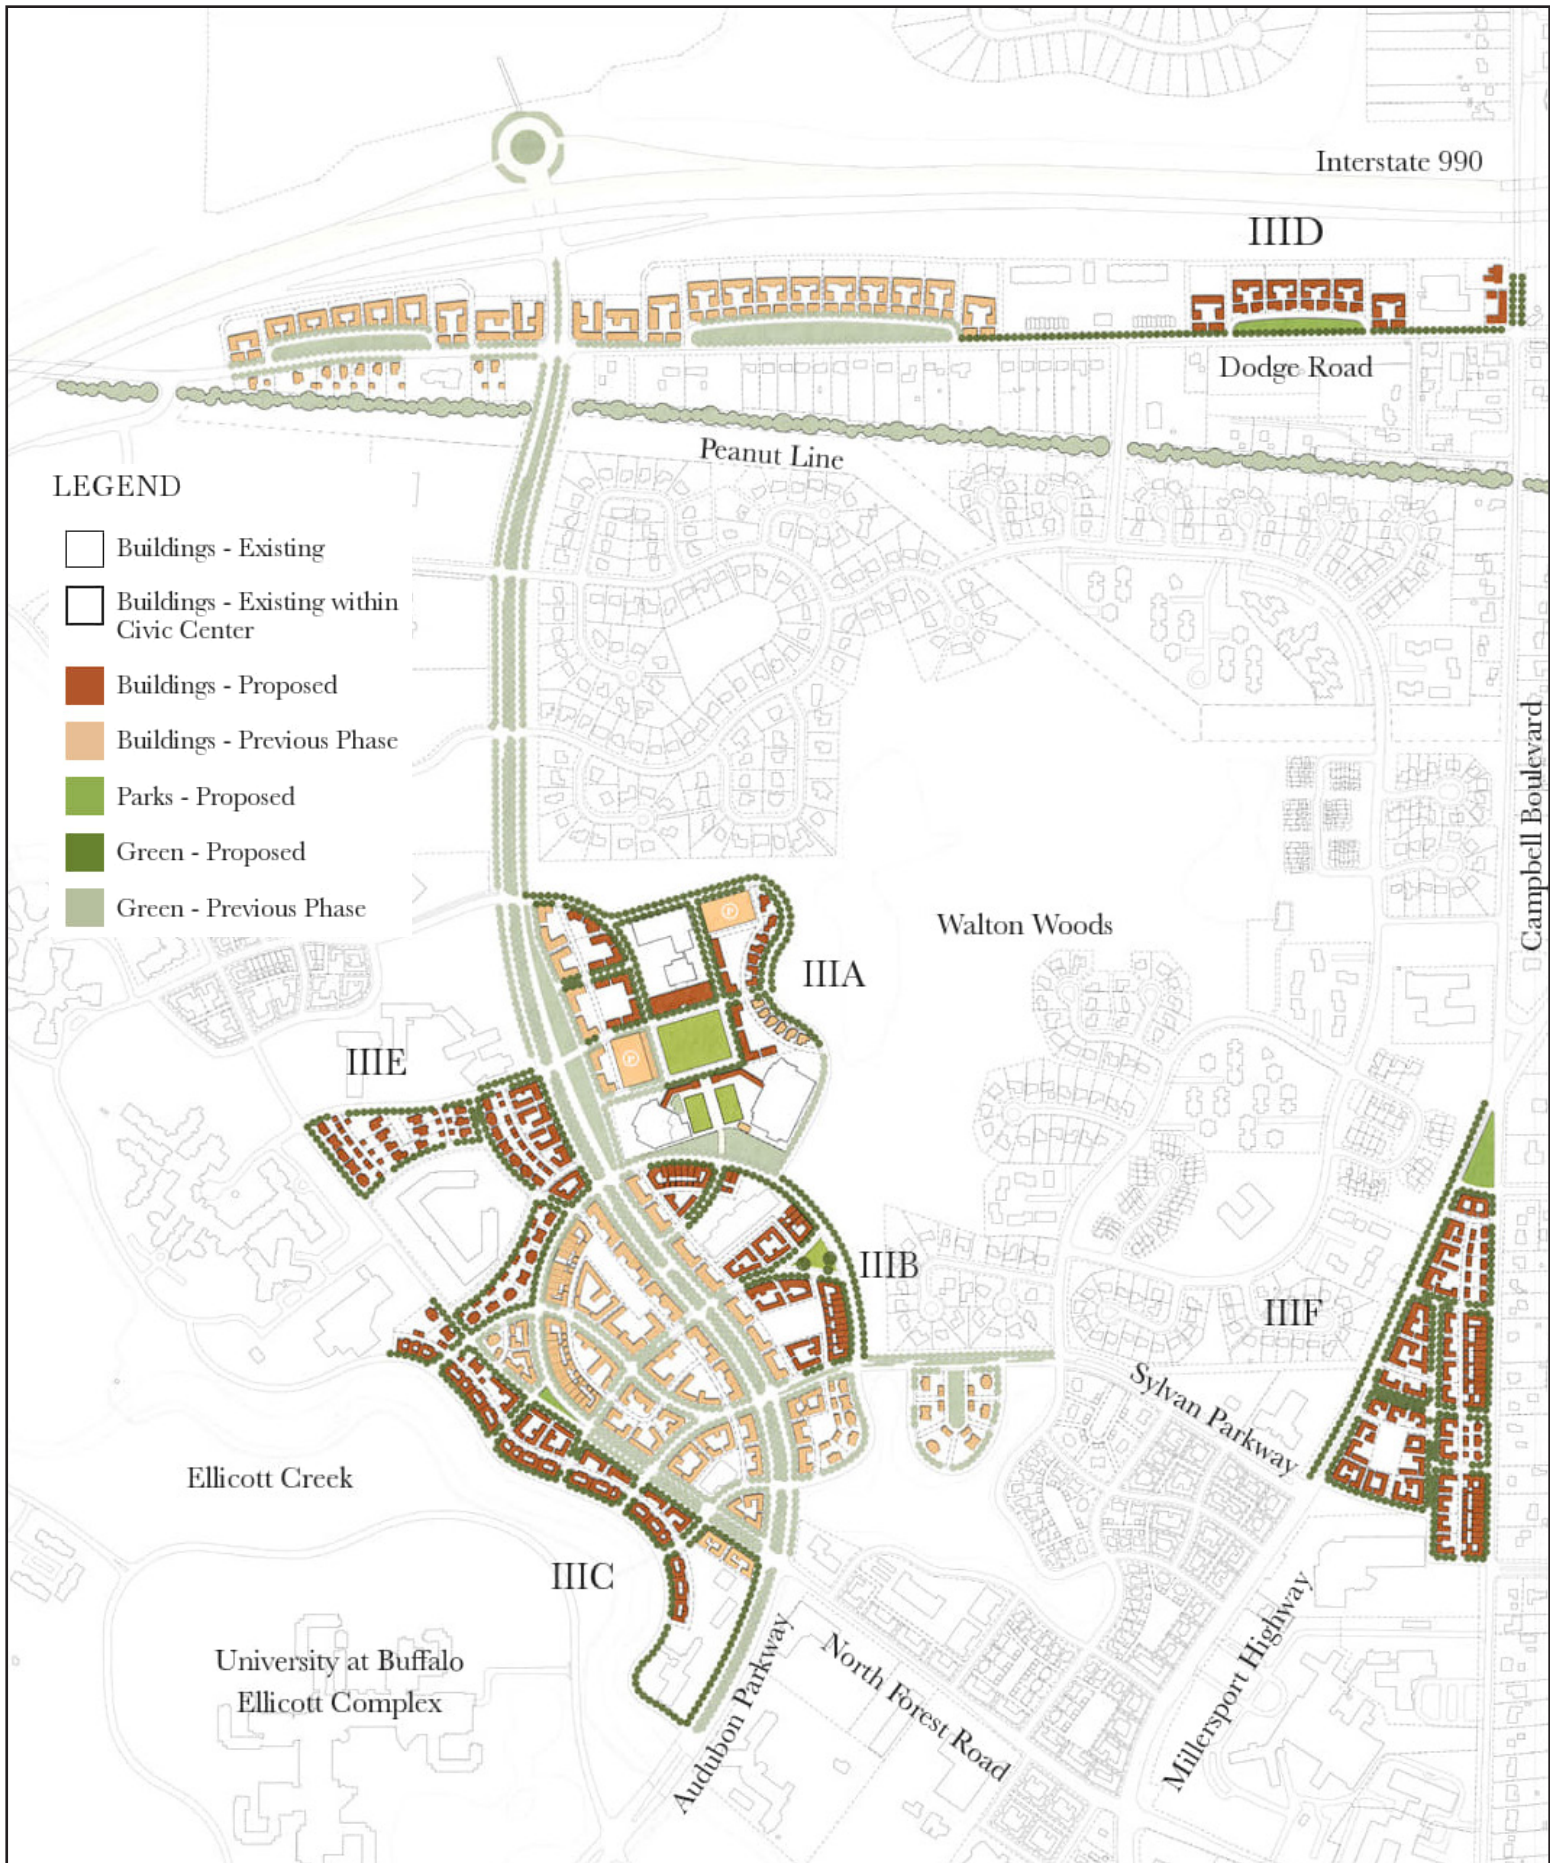 Interstate 990
IIID
Dodge Road
Peanut Line
LEGEND
Buildings - Existing
Buildings - Existing within
Civic Center
Buildings - Proposed
Buildings - Previous Phase
Parks - Proposed
Green - Proposed
Green - Previous Phase
Campbell Boulevard
P
Walton Woods
IIIA
P
IIIE
IIIB
IIIF
Sylvan Parkway
Ellicott Creek
IIIC
University at Buffalo
Ellicott Complex
Audubon Parkway
North Forest Road
Millersport Highway